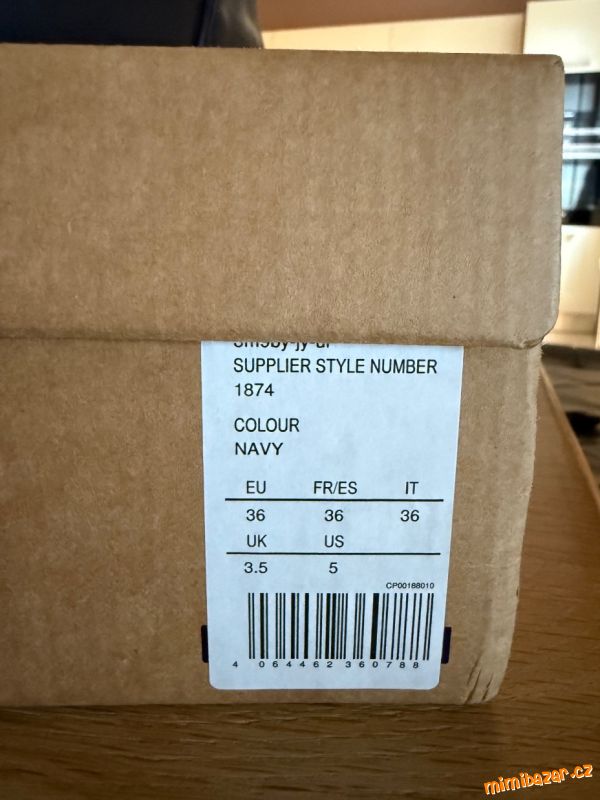 SUPPLIER STYLE NUMBER
1874
COLOUR
NAVY
EU FR/ES IT
36 36 36
UK US
3.5 5
CP00188010
4 064462 360788
mimibazar.cz